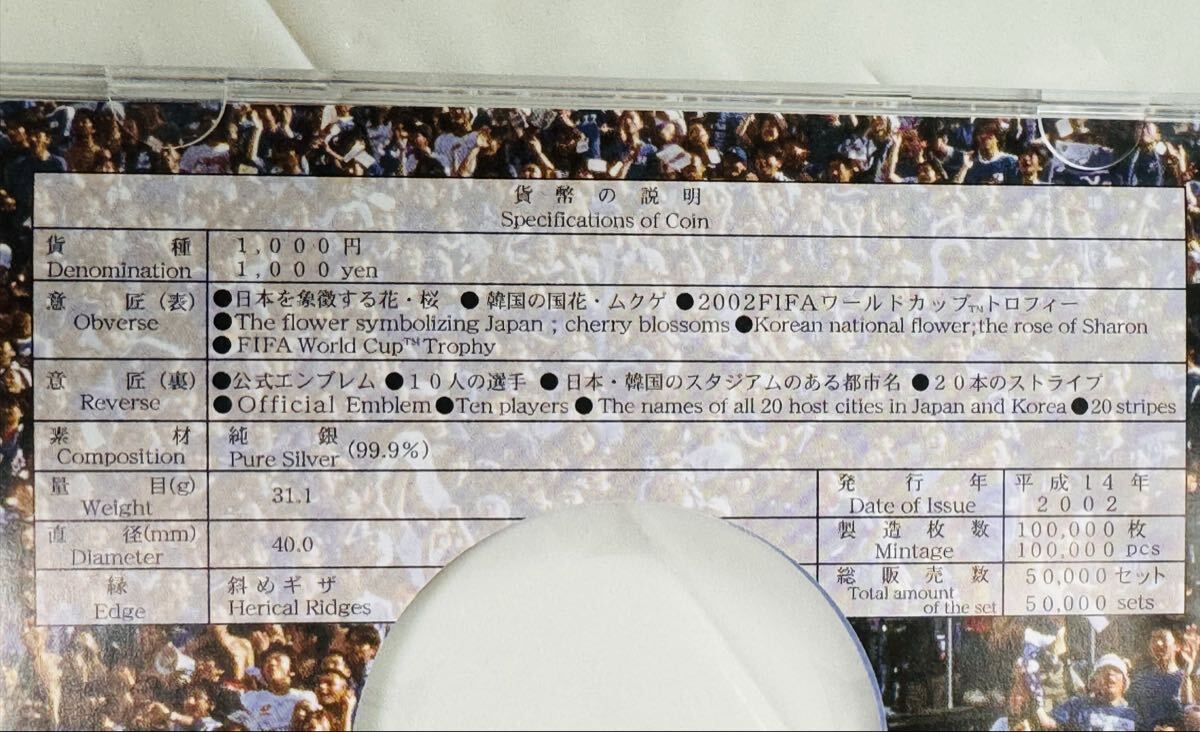 貨幣の説明
Specifications of Coin
貨種
Denomination
1,000円
1,000 yen
意匠(表)
Obverse
●日本を象徴する花・桜 ●韓国の国花・ムクゲ ●2002FIFAワールドカップ™トロフィー
●The flower symbolizing Japan ; cherry blossoms ●Korean national flower;the rose of Sharon
●FIFA World Cup™ Trophy
意匠(裏)
Reverse
●公式エンブレム ●10人の選手 ●日本・韓国のスタジアムのある都市名 ●20本のストライプ
●Official Emblem ●Ten players ●The names of all 20 host cities in Japan and Korea ●20 stripes
素材
Composition
純銀
Pure Silver (99.9%)
量目(g)
Weight
31.1
発行年
Date of Issue
平成14年
2002
直径(mm)
Diameter
40.0
製造枚数
Mintage
100,000枚
100,000 pcs
縁
Edge
斜めギザ
Herical Ridges
総販売数
Total amount
of the set
50,000セット
50,000 sets